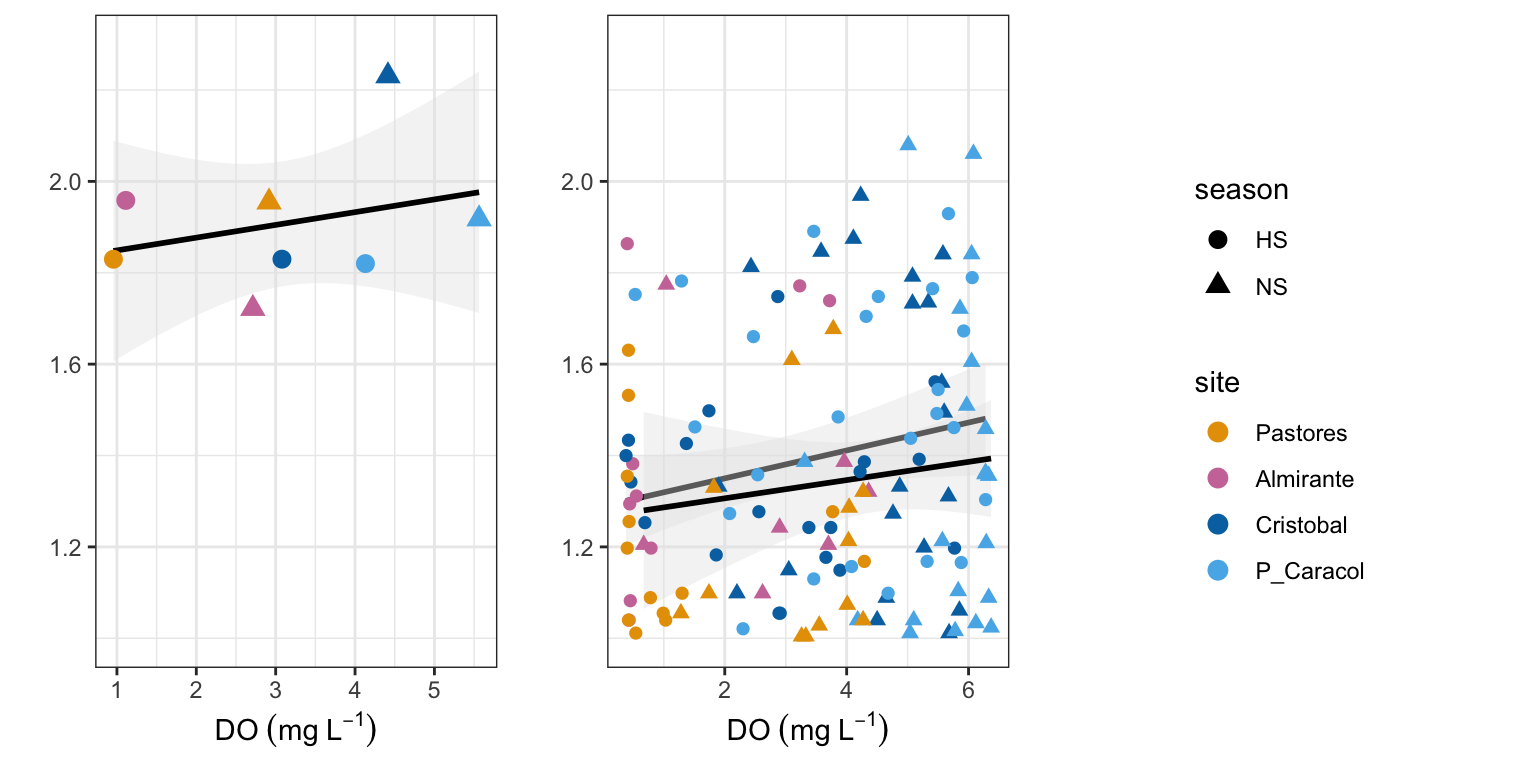 2.0
1.6
1.2
1 2 3 4 5
DO (mg L⁻¹)
2.0
1.6
1.2
2 4 6
DO (mg L⁻¹)
season
HS
NS
site
Pastores
Almirante
Cristobal
P_Caracol